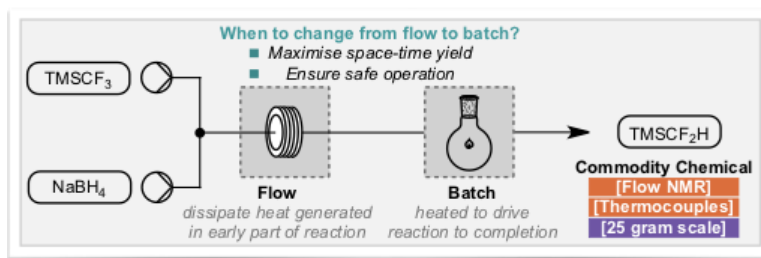 When to change from flow to batch?
Maximise space-time yield
Ensure safe operation
TMSCF₃
NaBH₄
Flow
dissipate heat generated
in early part of reaction
Batch
heated to drive
reaction to completion
TMSCF₂H
Commodity Chemical
[Flow NMR]
[Thermocouples]
[25 gram scale]